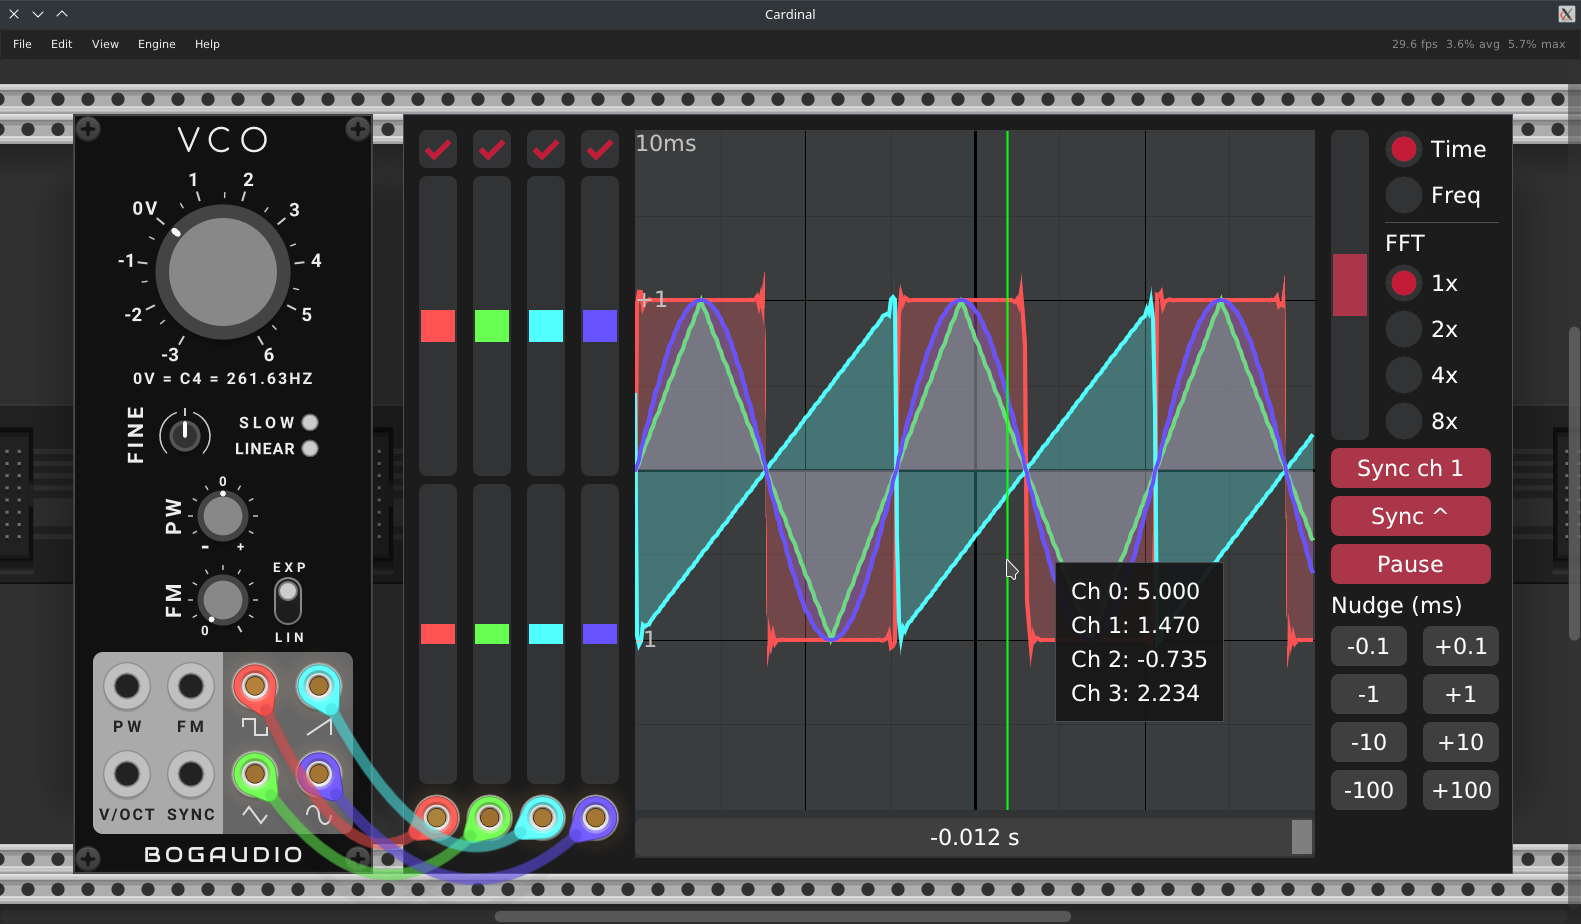 Cardinal
File Edit View Engine Help
29.6 fps 3.6% avg 5.7% max
VCO
1 2
0V 3
-1 4
-2 5
-3 6
0V = C4 = 261.63HZ
FINE
SLOW
LINEAR
PW
0
- +
FM
0
EXP
LIN
PW FM
V/OCT SYNC
BOGAUDIO
10ms
+1
1
Ch 0: 5.000
Ch 1: 1.470
Ch 2: -0.735
Ch 3: 2.234
-0.012 s
Time
Freq
FFT
1x
2x
4x
8x
Sync ch 1
Sync ^
Pause
Nudge (ms)
-0.1 +0.1
-1 +1
-10 +10
-100 +100